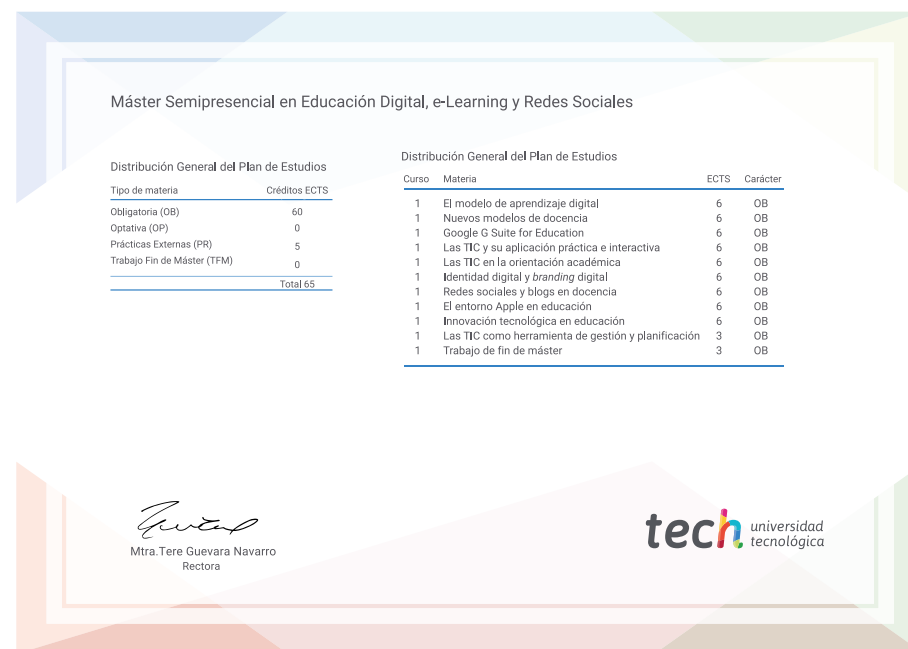 Máster Semipresencial en Educación Digital, e-Learning y Redes Sociales
Distribución General del Plan de Estudios
Tipo de materia Créditos ECTS
Obligatoria (OB) 60
Optativa (OP) 0
Prácticas Externas (PR) 5
Trabajo Fin de Máster (TFM) 0
Total 65
Distribución General del Plan de Estudios
Curso Materia ECTS Carácter
1 El modelo de aprendizaje digital 6 OB
1 Nuevos modelos de docencia 6 OB
1 Google G Suite for Education 6 OB
1 Las TIC y su aplicación práctica e interactiva 6 OB
1 Las TIC en la orientación académica 6 OB
1 Identidad digital y branding digital 6 OB
1 Redes sociales y blogs en docencia 6 OB
1 El entorno Apple en educación 6 OB
1 Innovación tecnológica en educación 6 OB
1 Las TIC como herramienta de gestión y planificación 3 OB
1 Trabajo de fin de máster 3 OB
Mtra.Tere Guevara Navarro
Rectora
tech universidad
tecnológica